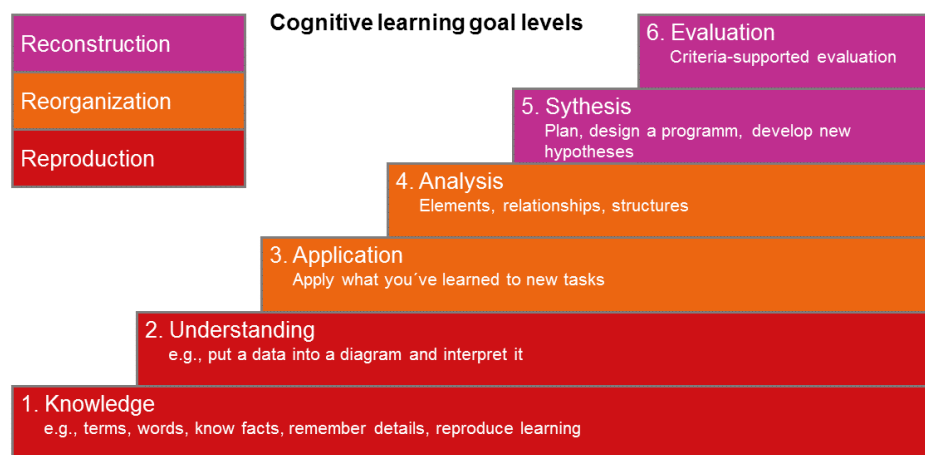 Cognitive learning goal levels
Reconstruction
Reorganization
Reproduction
6. Evaluation
Criteria-supported evaluation
5. Sythesis
Plan, design a programm, develop new
hypotheses
4. Analysis
Elements, relationships, structures
3. Application
Apply what you´ve learned to new tasks
2. Understanding
e.g., put a data into a diagram and interpret it
1. Knowledge
e.g., terms, words, know facts, remember details, reproduce learning